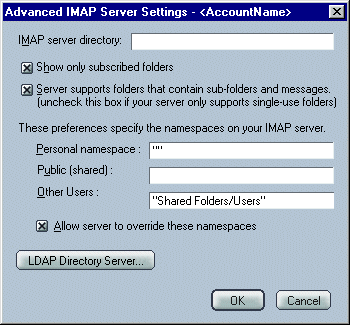 Advanced IMAP Server Settings - <AccountName>
IMAP server directory:
Show only subscribed folders
Server supports folders that contain sub-folders and messages.
(uncheck this box if your server only supports single-use folders)
These preferences specify the namespaces on your IMAP server.
Personal namespace : ""
Public (shared) :
Other Users :
"Shared Folders/Users"
Allow server to override these namespaces
LDAP Directory Server...
OK Cancel